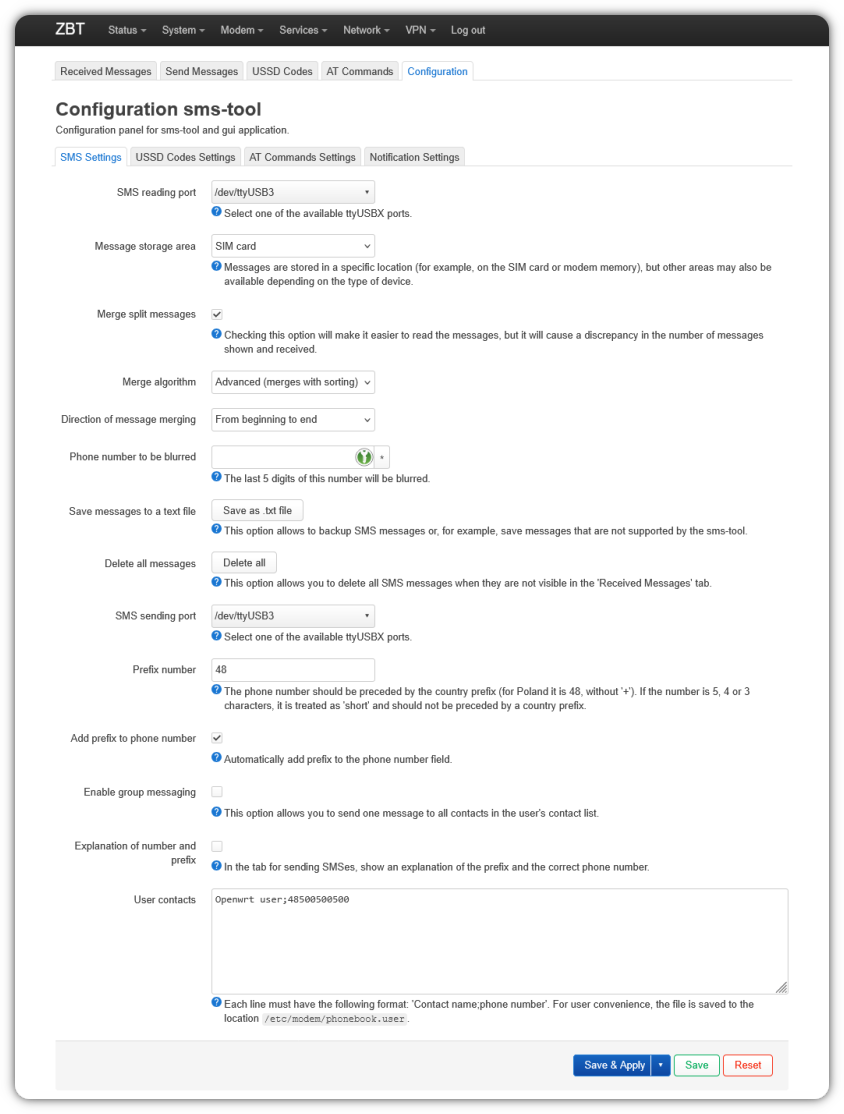 ZBT Status System Modem Services Network VPN Log out
Received Messages Send Messages USSD Codes AT Commands Configuration
Configuration sms-tool
Configuration panel for sms-tool and gui application.
SMS Settings USSD Codes Settings AT Commands Settings Notification Settings
SMS reading port /dev/ttyUSB3
Select one of the available ttyUSBX ports.
Message storage area SIM card
Messages are stored in a specific location (for example, on the SIM card or modem memory), but other areas may also be
available depending on the type of device.
Merge split messages
Checking this option will make it easier to read the messages, but it will cause a discrepancy in the number of messages
shown and received.
Merge algorithm Advanced (merges with sorting)
Direction of message merging From beginning to end
Phone number to be blurred *
The last 5 digits of this number will be blurred.
Save messages to a text file Save as .txt file
This option allows to backup SMS messages or, for example, save messages that are not supported by the sms-tool.
Delete all messages Delete all
This option allows you to delete all SMS messages when they are not visible in the 'Received Messages' tab.
SMS sending port /dev/ttyUSB3
Select one of the available ttyUSBX ports.
Prefix number 48
The phone number should be preceded by the country prefix (for Poland it is 48, without '+'). If the number is 5, 4 or 3
characters, it is treated as 'short' and should not be preceded by a country prefix.
Add prefix to phone number
Automatically add prefix to the phone number field.
Enable group messaging
This option allows you to send one message to all contacts in the user's contact list.
Explanation of number and
prefix
In the tab for sending SMSes, show an explanation of the prefix and the correct phone number.
User contacts Openwrt user;48500500500
Each line must have the following format: 'Contact name;phone number'. For user convenience, the file is saved to the
location /etc/modem/phonebook.user.
Save & Apply Save Reset